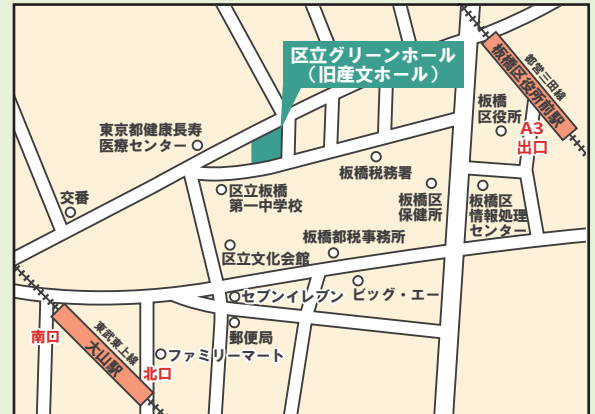 区立グリーンホール
（旧産文ホール）
都営三田線
板橋区役所前駅
板橋
区役所
A3
出口
東京都健康長寿
医療センター
板橋税務署
交番
区立板橋
第一中学校
板橋区
保健所
板橋区
情報処理
センター
板橋都税事務所
区立文化会館
セブンイレブン
ビッグ・エー
郵便局
南口
東武東上線
大山駅
北口
ファミリーマート